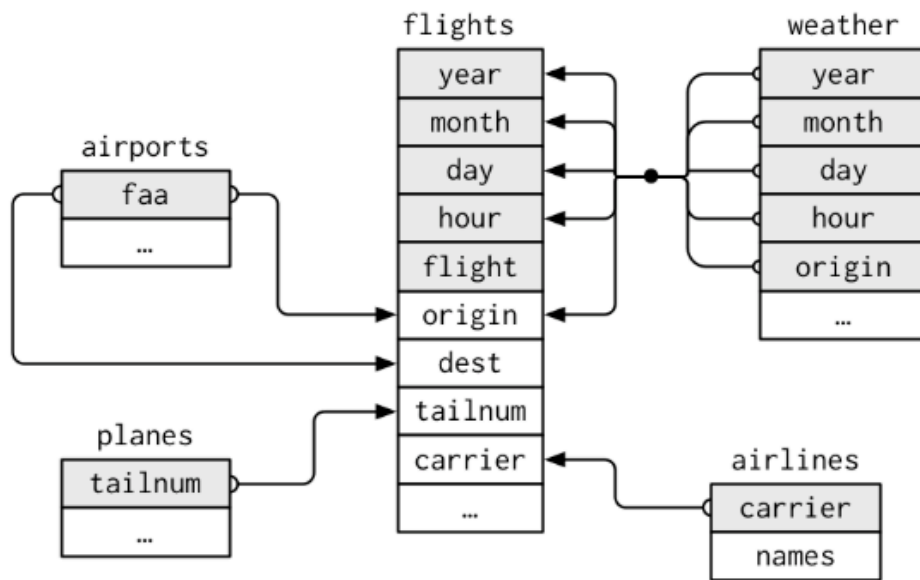 flights
year
month
day
hour
flight
origin
dest
tailnum
carrier
…
weather
year
month
day
hour
origin
…
airports
faa
…
planes
tailnum
…
airlines
carrier
names